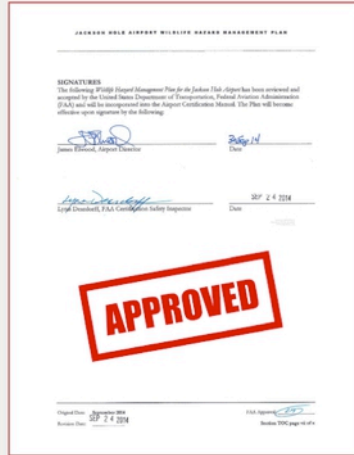 JACKSON HOLE AIRPORT WILDLIFE HAZARD MANAGEMENT PLAN
SIGNATURES
The following Wildlife Hazard Management Plan for the Jackson Hole Airport has been reviewed and
accepted by the United States Department of Transportation, Federal Aviation Administration
(FAA) and will be incorporated into the Airport Certification Manual. The Plan will become
effective upon signature by the following:
James Elwood, Airport Director
Date
SEP 24 2014
Lynn Deardorff, FAA Certification Safety Inspector
Date
APPROVED
Original Date: September 2014
FAA Approval
Revision Date: SEP 24 2014
Section TOC page